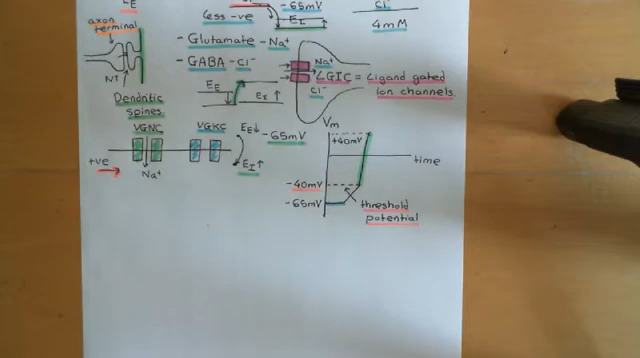 EE
less -ve
-65mV
EI
Cl⁻
4mM
axon terminal
NT
Dendritic spines
- Glutamate - Na⁺
- GABA - Cl⁻
EE
EI ↑
Na⁺
Cl⁻
LGIC = Ligand gated
ion channels
VGNC
VGKC
+ve
Na⁺
EE↓
EI↑
-65mV
Vm
+40mV
time
-40mV
-65mV
threshold
potential